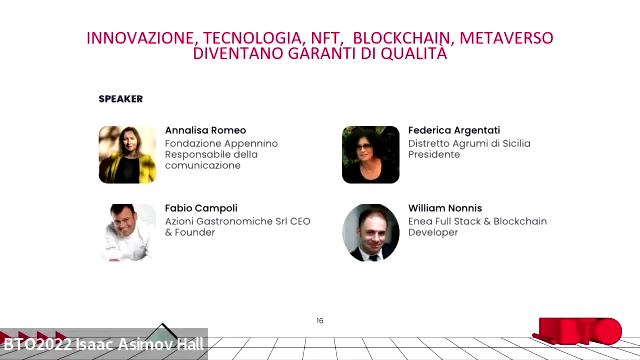 INNOVAZIONE, TECNOLOGIA, NFT, BLOCKCHAIN, METAVERSO
DIVENTANO GARANTI DI QUALITÀ
SPEAKER
Annalisa Romeo
Fondazione Appennino
Responsabile della
comunicazione
Federica Argentati
Distretto Agrumi di Sicilia
Presidente
Fabio Campoli
Azioni Gastronomiche Srl CEO
& Founder
William Nonnis
Enea Full Stack & Blockchain
Developer
16
BTO2022 Isaac Asimov Hall
BTO